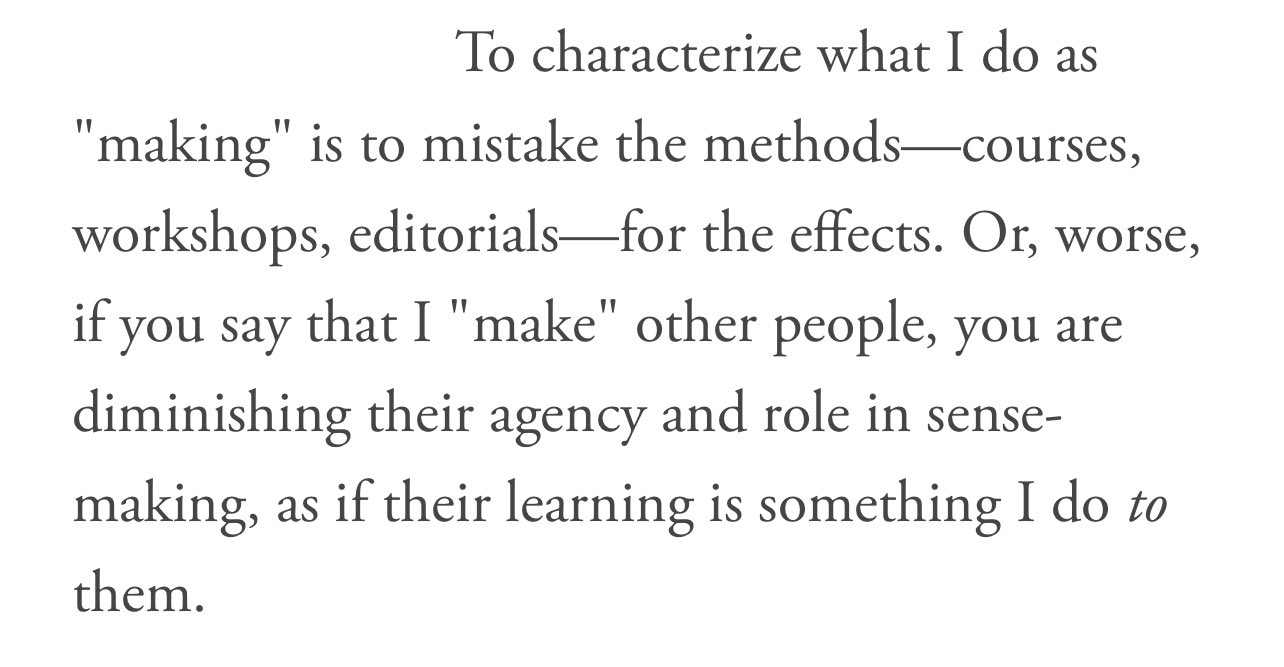 To characterize what I do as
"making" is to mistake the methods—courses,
workshops, editorials—for the effects. Or, worse,
if you say that I "make" other people, you are
diminishing their agency and role in sense-
making, as if their learning is something I do to
them.